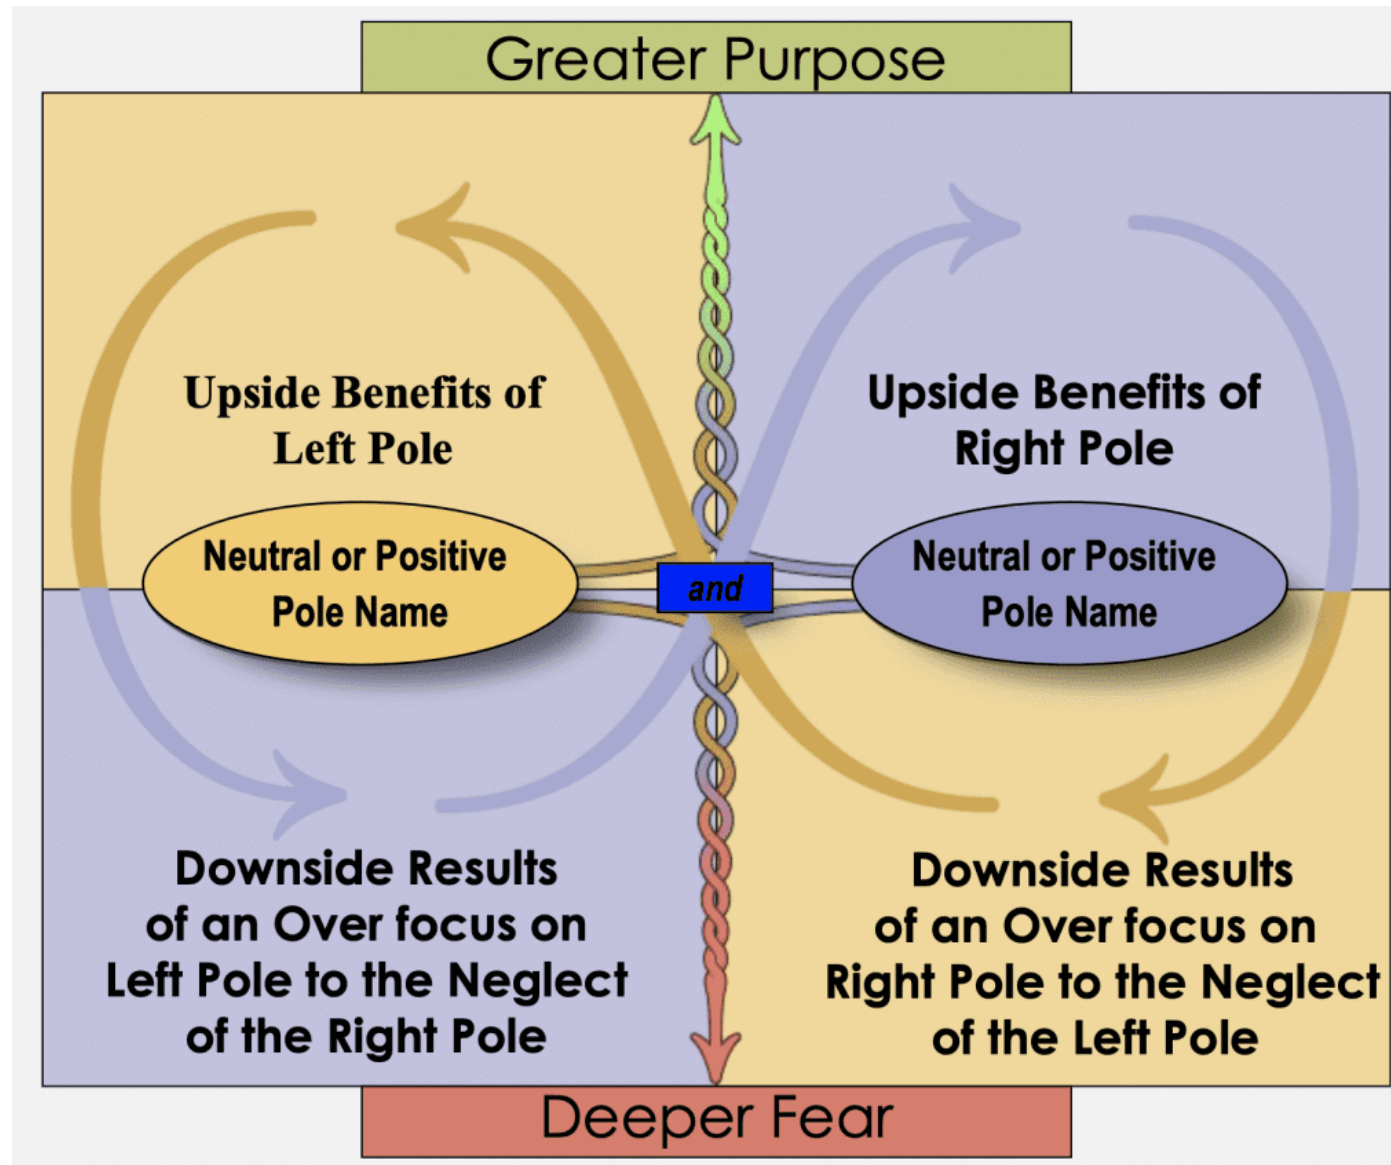 Greater Purpose
Upside Benefits of
Left Pole
Upside Benefits of
Right Pole
Neutral or Positive
Pole Name
and
Neutral or Positive
Pole Name
Downside Results
of an Over focus on
Left Pole to the Neglect
of the Right Pole
Downside Results
of an Over focus on
Right Pole to the Neglect
of the Left Pole
Deeper Fear